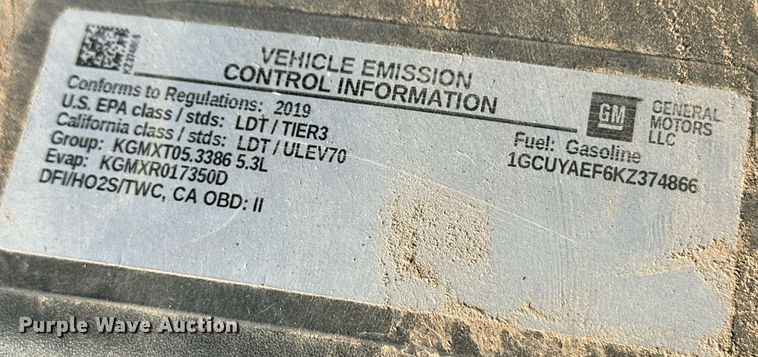 VEHICLE EMISSION
CONTROL INFORMATION
Conforms to Regulations: 2019
U.S. EPA class / stds: LDT / TIER3
California class / stds: LDT / ULEV70
Group: KGMXT05.3386 5.3L
Evap: KGMXR017350D
DFI/HO2S/TWC, CA OBD: II
GM
GENERAL
MOTORS
LLC
Fuel: Gasoline
1GCUYAEF6KZ374866
Purple Wave Auction